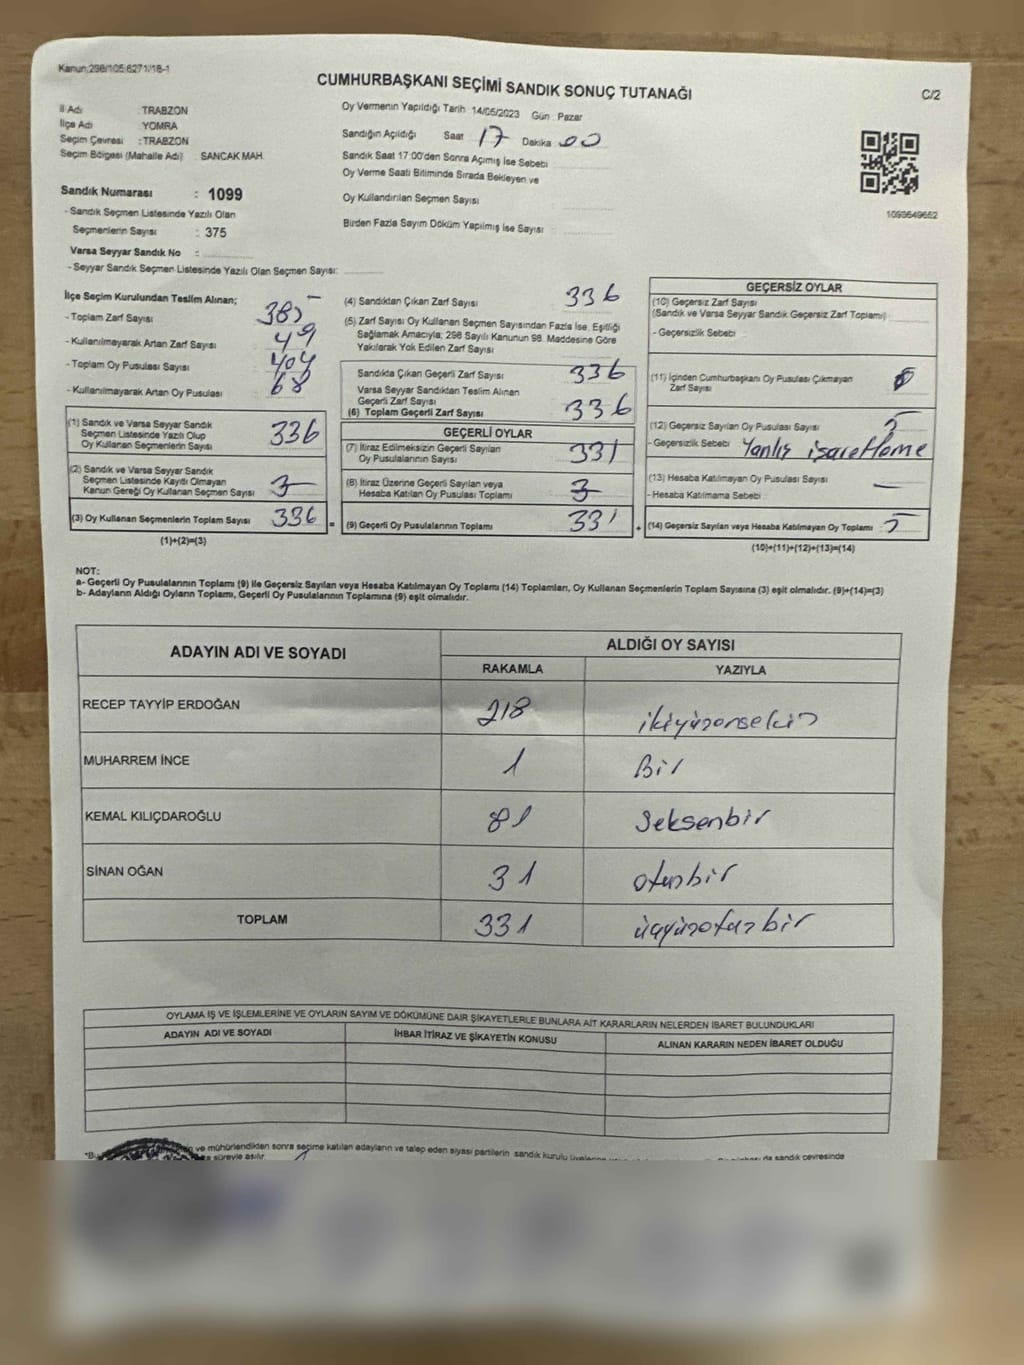 Kanun:298/105;6271/18-1
CUMHURBAŞKANI SEÇİMİ SANDIK SONUÇ TUTANAĞI
C/2
İl Adı : TRABZON
İlçe Adı : YOMRA
Seçim Çevresi : TRABZON
Seçim Bölgesi (Mahalle Adı) SANCAK MAH.
Sandık Numarası : 1099
- Sandık Seçmen Listesinde Yazılı Olan
Seçmenlerin Sayısı : 375
Varsa Seyyar Sandık No :
- Seyyar Sandık Seçmen Listesinde Yazılı Olan Seçmen Sayısı:
Oy Vermenin Yapıldığı Tarih 14/05/2023 Gün : Pazar
Sandığın Açıldığı Saat 17 Dakika 00
Sandık Saat 17:00'den Sonra Açımış İse Sebebi
Oy Verme Saati Bitiminde Sırada Bekleyen ve
Oy Kullandırılan Seçmen Sayısı
Birden Fazla Sayım Döküm Yapılmış İse Sayısı
1099649652
İlçe Seçim Kurulundan Teslim Alınan;
- Toplam Zarf Sayısı 385
- Kullanılmayarak Artan Zarf Sayısı 49
- Toplam Oy Pusulası Sayısı 404
- Kullanılmayarak Artan Oy Pusulası 68
(1) Sandık ve Varsa Seyyar Sandık
Seçmen Listesinde Yazılı Olup
Oy Kullanan Seçmenlerin Sayısı 336
(2) Sandık ve Varsa Seyyar Sandık
Seçmen Listesinde Kayıtlı Olmayan
Kanun Gereği Oy Kullanan Seçmen Sayısı
(3) Oy Kullanan Seçmenlerin Toplam Sayısı 336 =
(1)+(2)=(3)
(4) Sandıktan Çıkan Zarf Sayısı 336
(5) Zarf Sayısı Oy Kullanan Seçmen Sayısından Fazla İse, Eşitliği
Sağlamak Amacıyla; 298 Sayılı Kanunun 98. Maddesine Göre
Yakılarak Yok Edilen Zarf Sayısı
Sandıkta Çıkan Geçerli Zarf Sayısı 336
Varsa Seyyar Sandıktan Teslim Alınan
Geçerli Zarf Sayısı
(6) Toplam Geçerli Zarf Sayısı 336
GEÇERLİ OYLAR
(7) İtiraz Edilmeksizin Geçerli Sayılan
Oy Pusulalarının Sayısı 331
(8) İtiraz Üzerine Geçerli Sayılan veya
Hesaba Katılan Oy Pusulası Toplamı
(9) Geçerli Oy Pusulalarının Toplamı 331 +
GEÇERSİZ OYLAR
(10) Geçersiz Zarf Sayısı
(Sandık ve Varsa Seyyar Sandık Geçersiz Zarf Toplamı)
- Geçersizlik Sebebi
(11) İçinden Cumhurbaşkanı Oy Pusulası Çıkmayan
Zarf Sayısı
(12) Geçersiz Sayılan Oy Pusulası Sayısı 5
- Geçersizlik Sebebi Yanlış işaretleme
(13) Hesaba Katılmayan Oy Pusulası Sayısı —
- Hesaba Katılmama Sebebi
(14) Geçersiz Sayılan veya Hesaba Katılmayan Oy Toplamı 5
(10)+(11)+(12)+(13)=(14)
NOT:
a- Geçerli Oy Pusulalarının Toplamı (9) ile Geçersiz Sayılan veya Hesaba Katılmayan Oy Toplamı (14) Toplamları, Oy Kullanan Seçmenlerin Toplam Sayısına (3) eşit olmalıdır. (9)+(14)=(3)
b- Adayların Aldığı Oyların Toplamı, Geçerli Oy Pusulalarının Toplamına (9) eşit olmalıdır.
ADAYIN ADI VE SOYADI
ALDIĞI OY SAYISI
RAKAMLA YAZIYLA
RECEP TAYYİP ERDOĞAN 218 ikiyüzonsekiz
MUHARREM İNCE 1 Bir
KEMAL KILIÇDAROĞLU 81 Seksenbir
SİNAN OĞAN 31 otuzbir
TOPLAM 331 üçyüzotuzbir
OYLAMA İŞ VE İŞLEMLERİNE VE OYLARIN SAYIM VE DÖKÜMÜNE DAİR ŞİKAYETLERLE BUNLARA AİT KARARLARIN NELERDEN İBARET BULUNDUKLARI
ADAYIN ADI VE SOYADI İHBAR İTİRAZ VE ŞİKAYETİN KONUSU ALINAN KARARIN NEDEN İBARET OLDUĞU
ve mühürlendikten sonra seçime katılan adayların ve talep eden siyasi partilerin sandık kurulu
da sandık çevresinde
süreyle asılır.